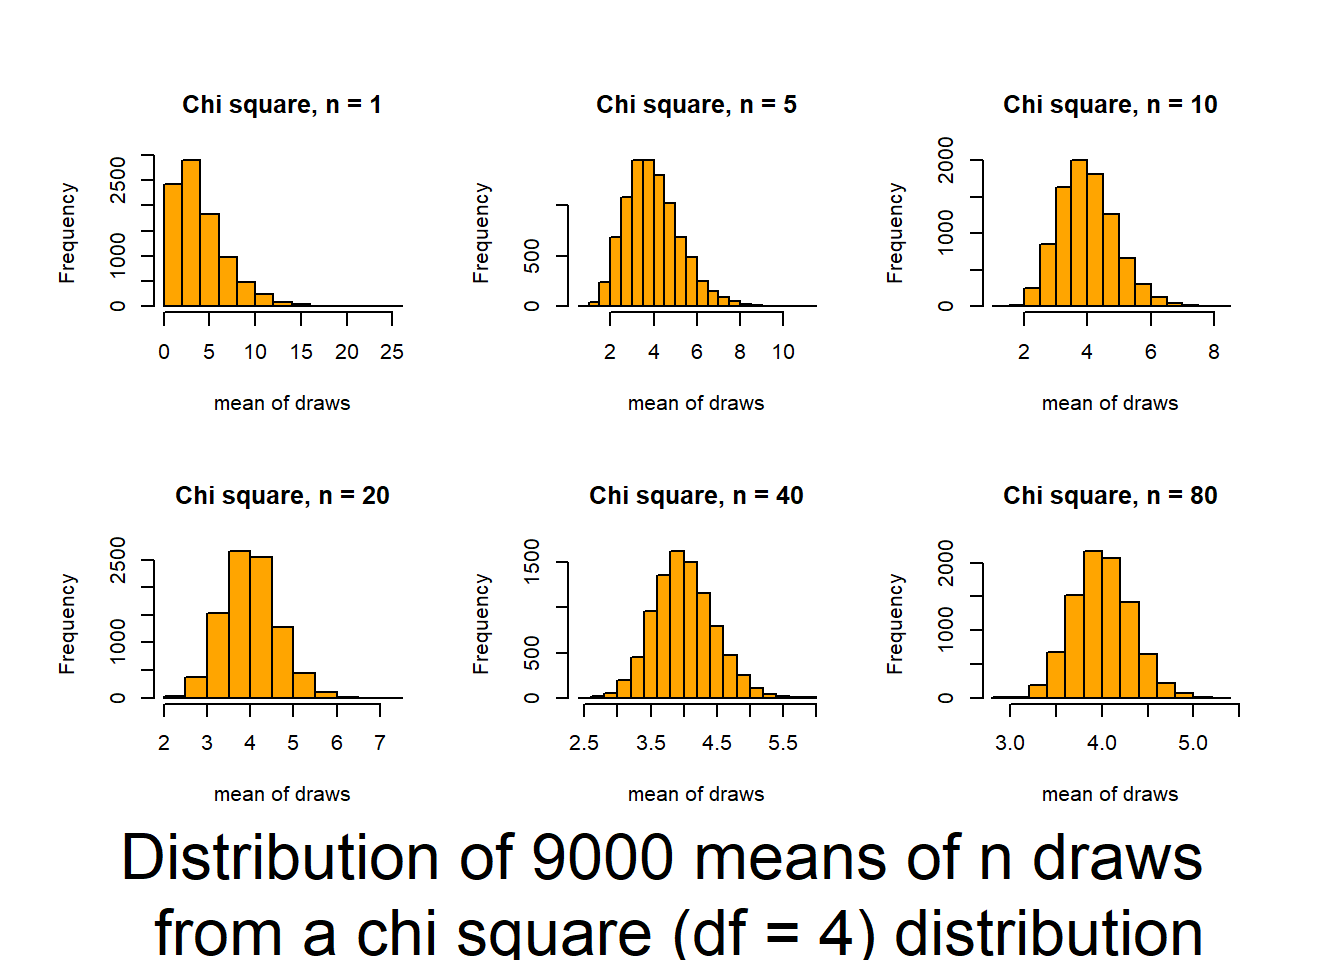 Chi square, n = 1
Frequency
0 1000 2500
0 5 10 15 20 25
mean of draws
Chi square, n = 5
Frequency
0 500
2 4 6 8 10
mean of draws
Chi square, n = 10
Frequency
0 1000 2000
2 4 6 8
mean of draws
Chi square, n = 20
Frequency
0 1000 2500
2 3 4 5 6 7
mean of draws
Chi square, n = 40
Frequency
0 500 1500
2.5 3.5 4.5 5.5
mean of draws
Chi square, n = 80
Frequency
0 1000 2000
3.0 4.0 5.0
mean of draws
Distribution of 9000 means of n draws
from a chi square (df = 4) distribution